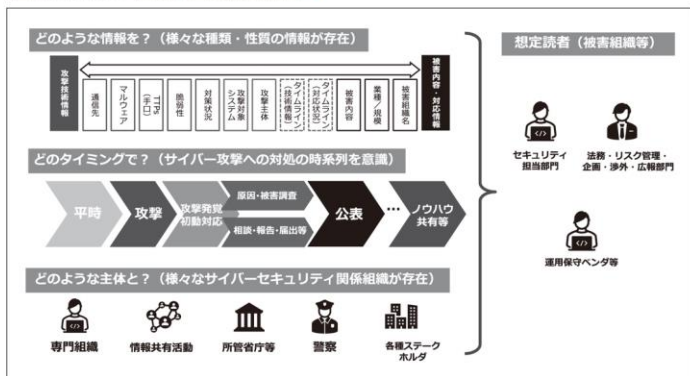 どのような情報を？（様々な種類・性質の情報が存在）
攻撃技術情報
通信先
マルウェア
TTPs
（手口）
脆弱性
対策状況
攻撃対象
システム
攻撃主体
タイムライン
（技術情報）
タイムライン
（対応状況）
被害内容
業種／規模
被害組織名
被害内容・対応情報
どのタイミングで？（サイバー攻撃への対処の時系列を意識）
平時
攻撃
攻撃発覚
初動対応
原因・被害調査
相談・報告・届出等
公表
…
ノウハウ
共有等
どのような主体と？（様々なサイバーセキュリティ関係組織が存在）
専門組織
情報共有活動
所管省庁等
警察
各種ステーク
ホルダ
想定読者（被害組織等）
セキュリティ
担当部門
法務・リスク管理・
企画・渉外・広報部門
運用保守ベンダ等